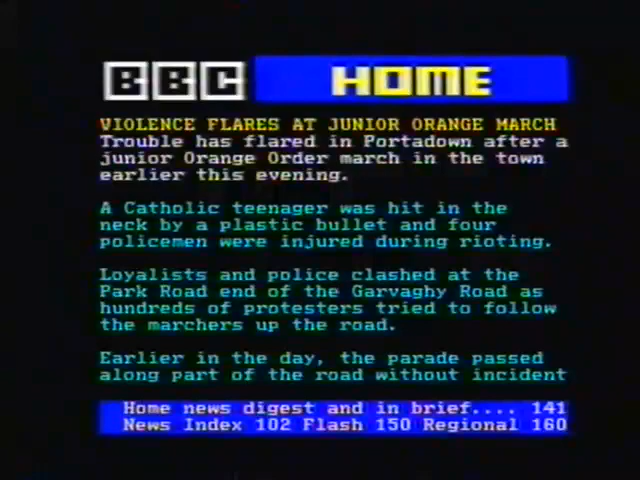 BBC HOME
VIOLENCE FLARES AT JUNIOR ORANGE MARCH
Trouble has flared in Portadown after a
junior Orange Order march in the town
earlier this evening.
A Catholic teenager was hit in the
neck by a plastic bullet and four
policemen were injured during rioting.
Loyalists and police clashed at the
Park Road end of the Garvaghy Road as
hundreds of protesters tried to follow
the marchers up the road.
Earlier in the day, the parade passed
along part of the road without incident
Home news digest and in brief.... 141
News Index 102 Flash 150 Regional 160